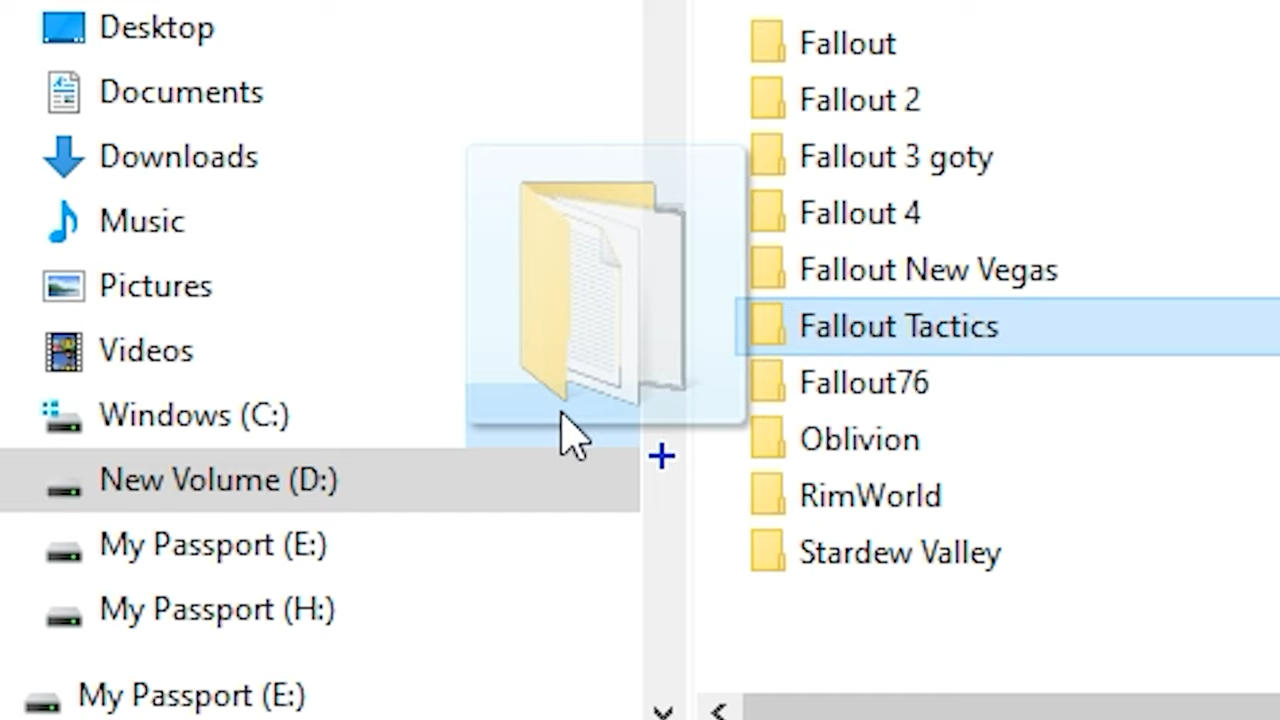 Desktop
Documents
Downloads
Music
Pictures
Videos
Windows (C:)
New Volume (D:)
My Passport (E:)
My Passport (H:)
My Passport (E:)
Fallout
Fallout 2
Fallout 3 goty
Fallout 4
Fallout New Vegas
Fallout Tactics
Fallout76
Oblivion
RimWorld
Stardew Valley